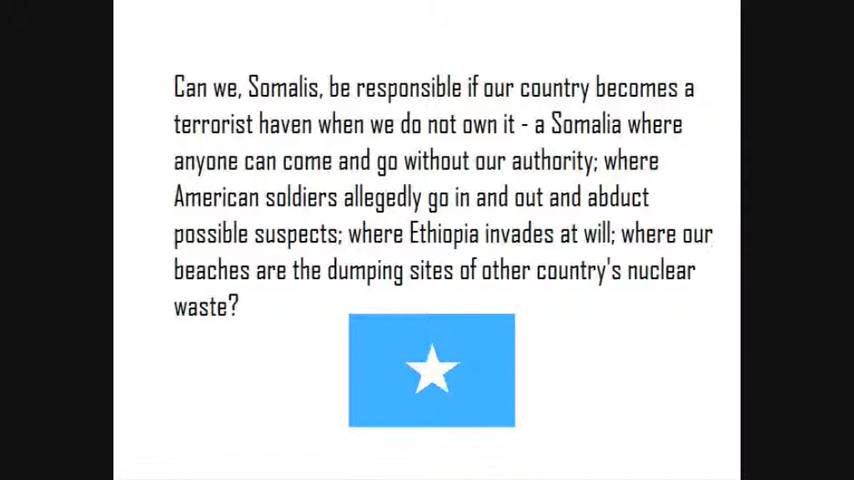 Can we, Somalis, be responsible if our country becomes a
terrorist haven when we do not own it - a Somalia where
anyone can come and go without our authority; where
American soldiers allegedly go in and out and abduct
possible suspects; where Ethiopia invades at will; where our
beaches are the dumping sites of other country's nuclear
waste?